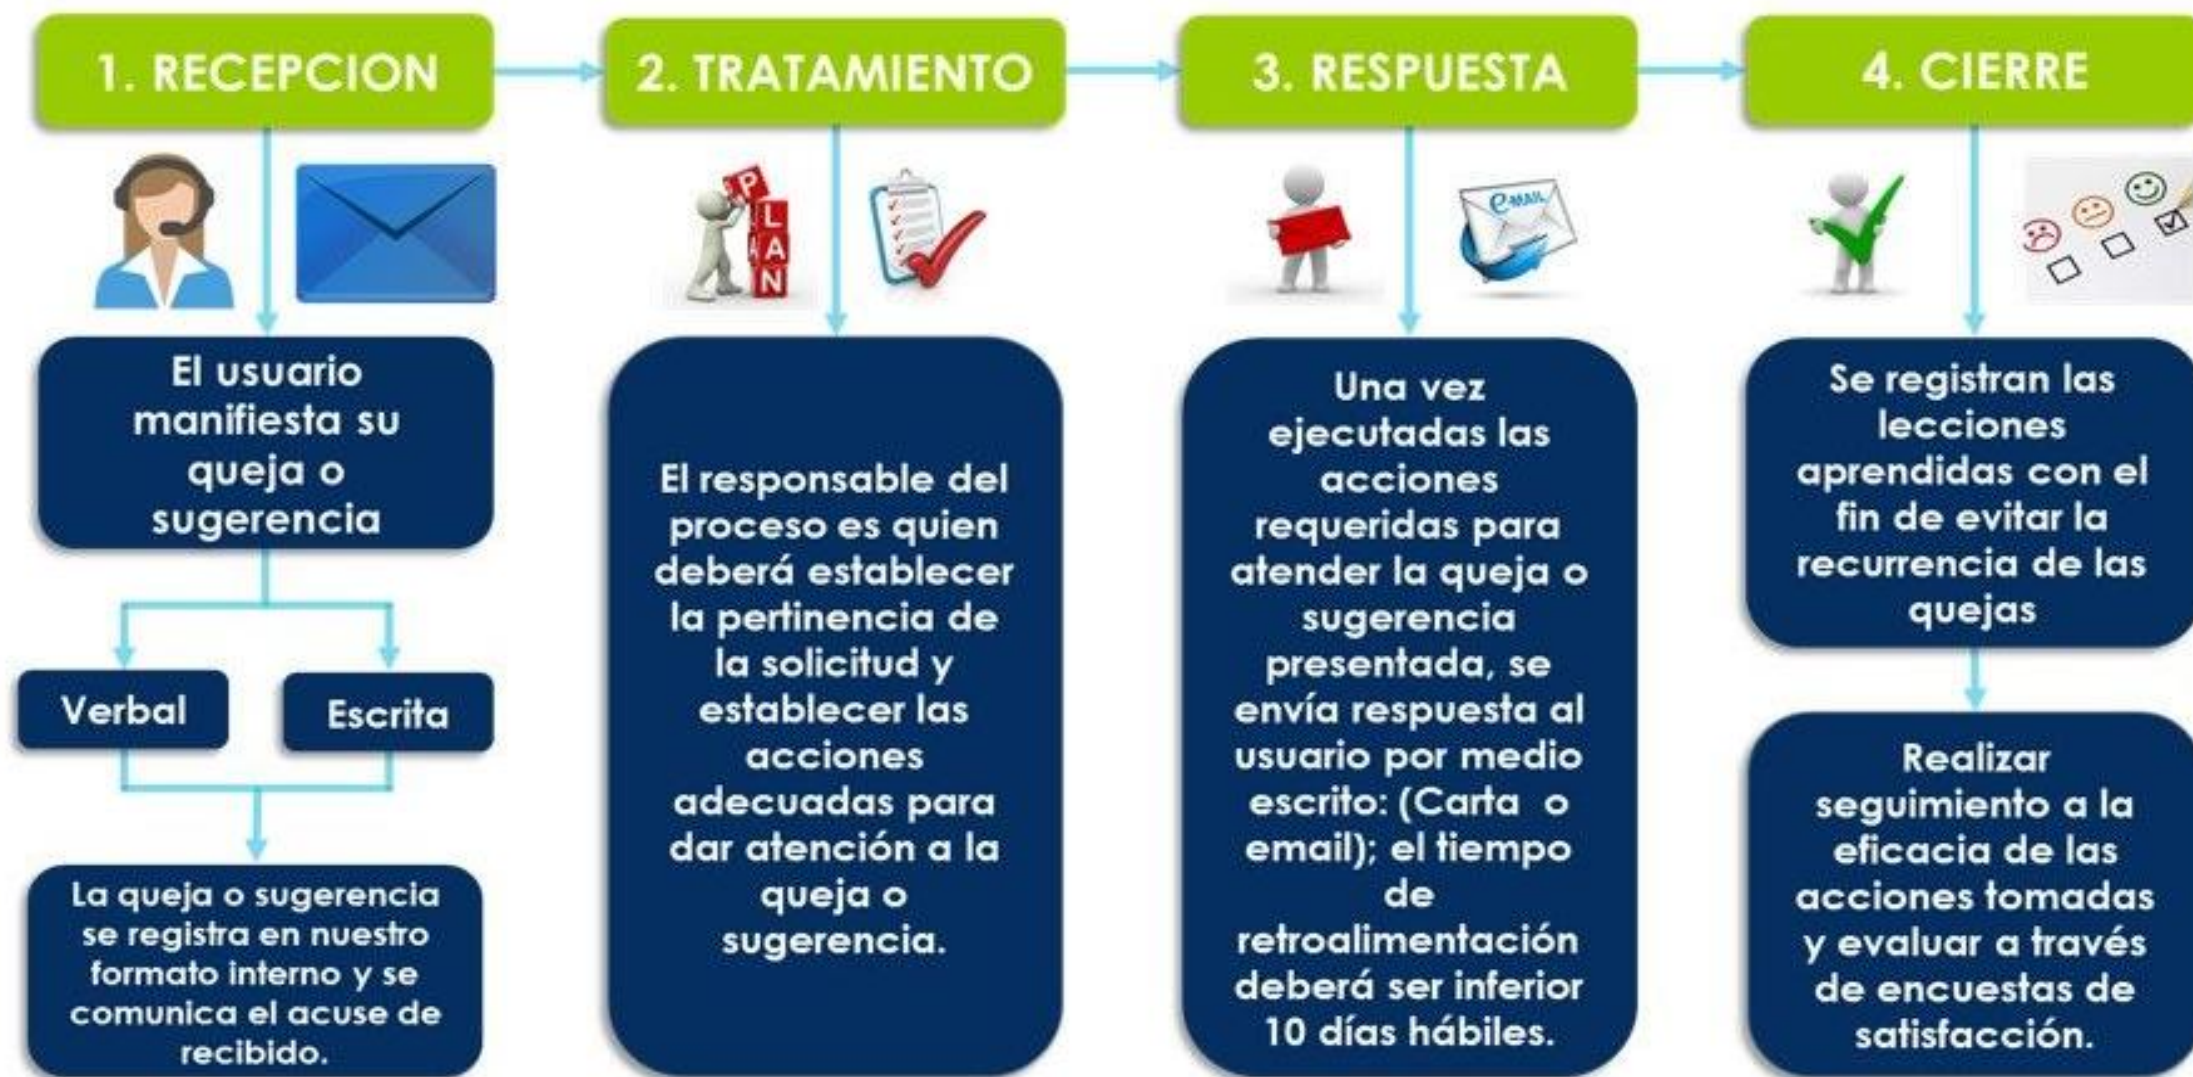 1. RECEPCION
El usuario
manifiesta su
queja o
sugerencia
Verbal
Escrita
La queja o sugerencia
se registra en nuestro
formato interno y se
comunica el acuse de
recibido.
2. TRATAMIENTO
P
L
A
N
El responsable del
proceso es quien
deberá establecer
la pertinencia de
la solicitud y
establecer las
acciones
adecuadas para
dar atención a la
queja o
sugerencia.
3. RESPUESTA
e-MAIL
Una vez
ejecutadas las
acciones
requeridas para
atender la queja o
sugerencia
presentada, se
envía respuesta al
usuario por medio
escrito: (Carta o
email); el tiempo
de
retroalimentación
deberá ser inferior
10 días hábiles.
4. CIERRE
Se registran las
lecciones
aprendidas con el
fin de evitar la
recurrencia de las
quejas
Realizar
seguimiento a la
eficacia de las
acciones tomadas
y evaluar a través
de encuestas de
satisfacción.